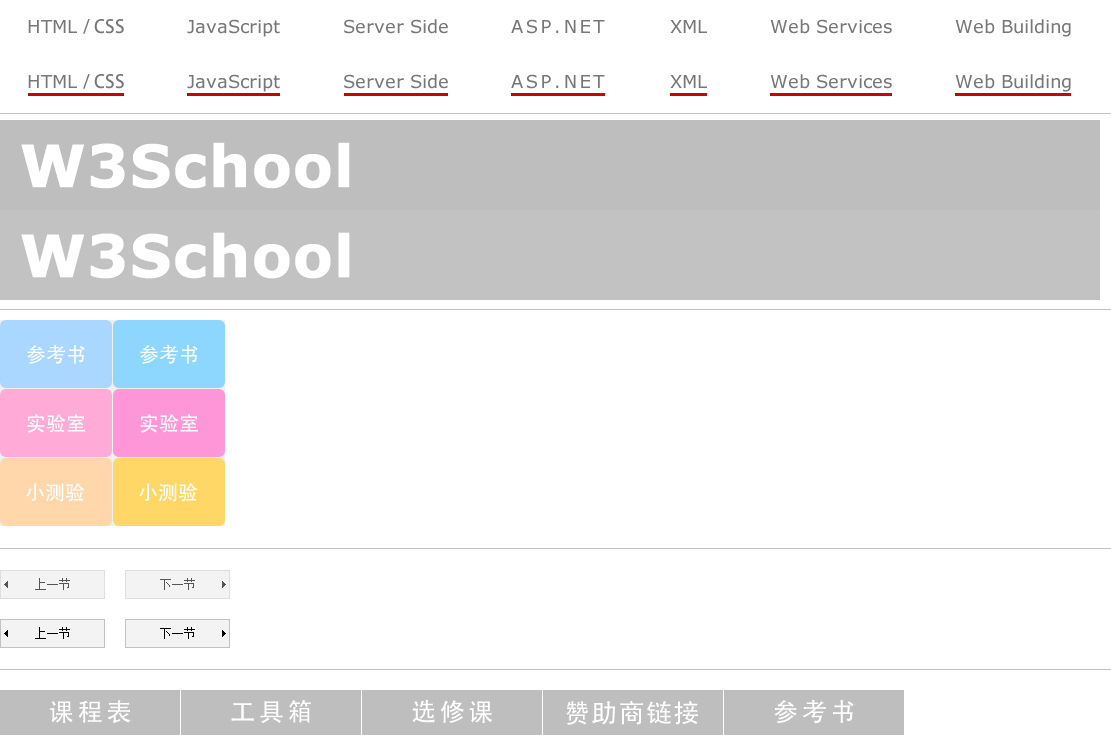 HTML / CSS JavaScript Server Side ASP.NET XML Web Services Web Building
HTML / CSS JavaScript Server Side ASP.NET XML Web Services Web Building
W3School
W3School
参考书 参考书
实验室 实验室
小测验 小测验
上一节 下一节
上一节 下一节
课程表 工具箱 选修课 赞助商链接 参考书